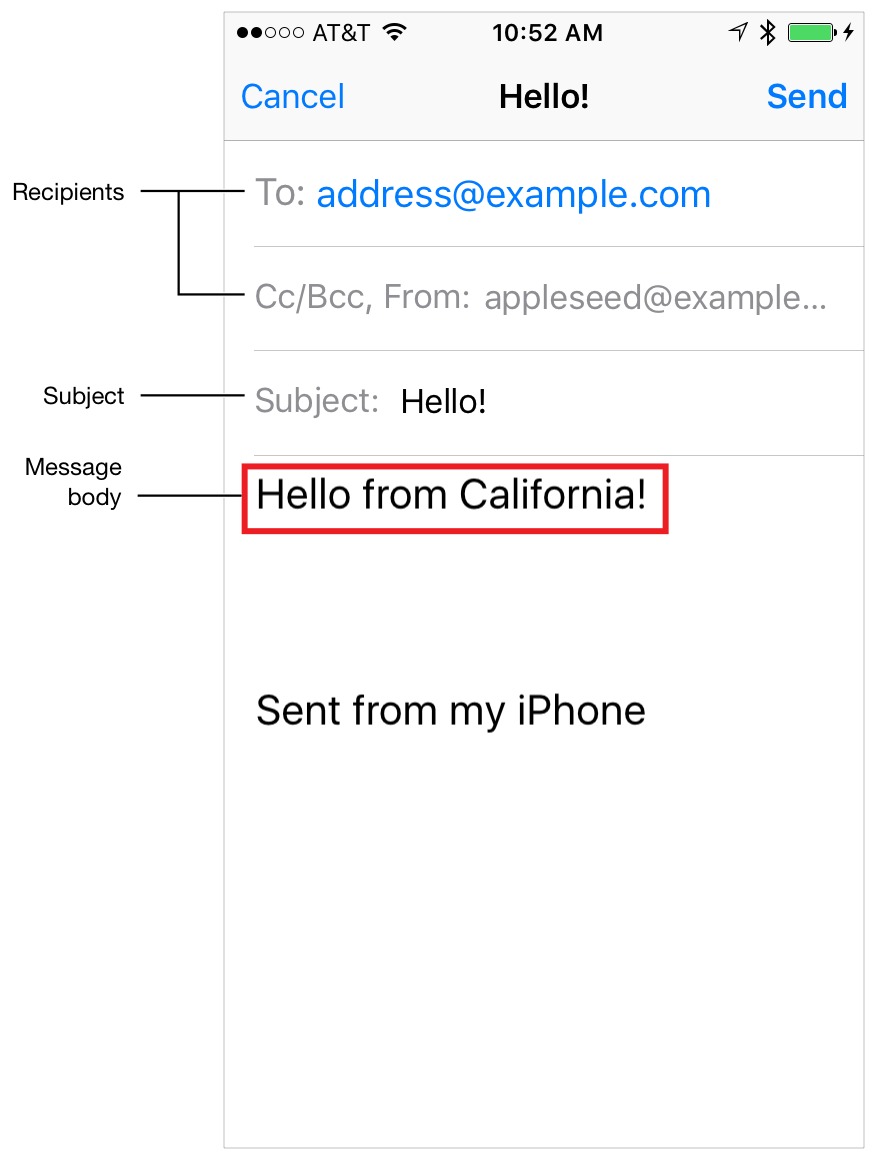 AT&T 10:52 AM
Cancel Hello! Send
Recipients To: address@example.com
Cc/Bcc, From: appleseed@example...
Subject Subject: Hello!
Message
body
Hello from California!
Sent from my iPhone